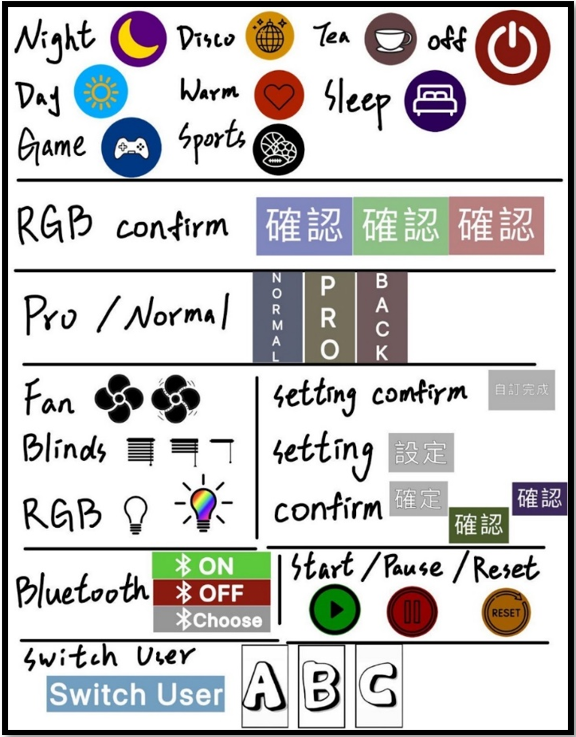 Night Disco Tea off
Day Warm Sleep
Game Sports
RGB confirm 確認 確認 確認
Pro / Normal NORMAL PRO BACK
Fan
Blinds
RGB
setting comfirm 自訂完成
setting 設定
confirm 確定 確認 確認
Bluetooth ON
OFF
Choose
Start / Pause / Reset
RESET
Switch User
Switch User A B C